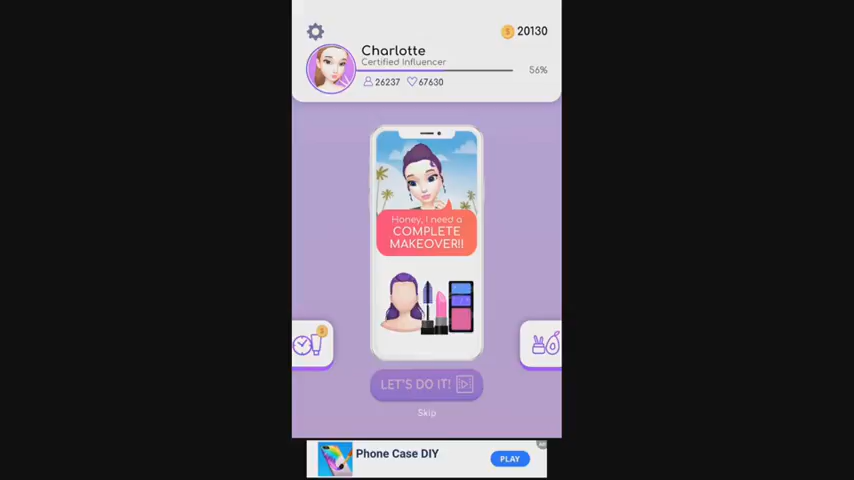 20130
Charlotte
Certified Influencer
56%
26237 67630
Honey, I need a
COMPLETE
MAKEOVER!!
LET'S DO IT!
Skip
Phone Case DIY
PLAY
Ad